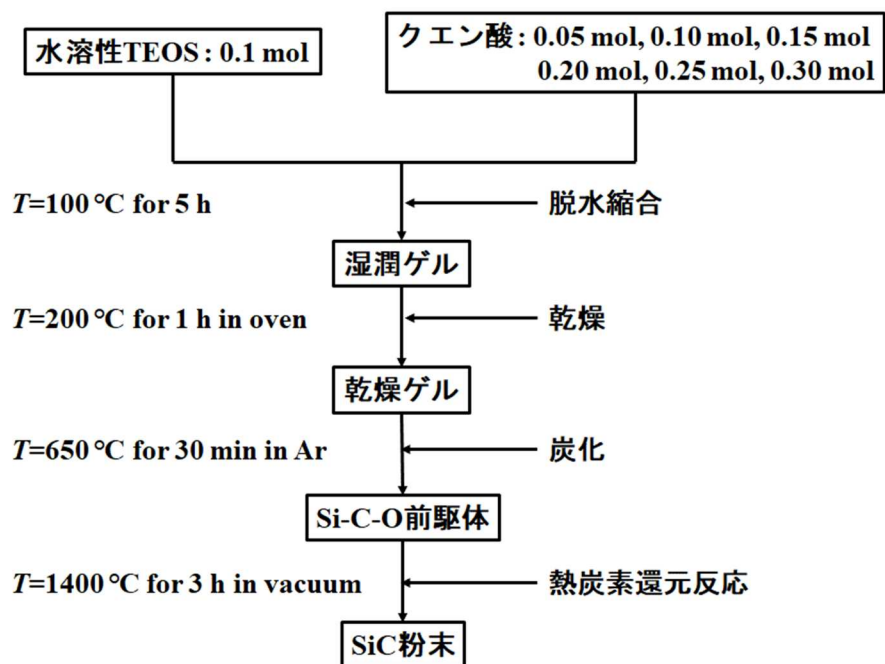 水溶性TEOS : 0.1 mol
クエン酸 : 0.05 mol, 0.10 mol, 0.15 mol
0.20 mol, 0.25 mol, 0.30 mol
T=100 °C for 5 h
脱水縮合
湿潤ゲル
T=200 °C for 1 h in oven
乾燥
乾燥ゲル
T=650 °C for 30 min in Ar
炭化
Si-C-O前駆体
T=1400 °C for 3 h in vacuum
熱炭素還元反応
SiC粉末